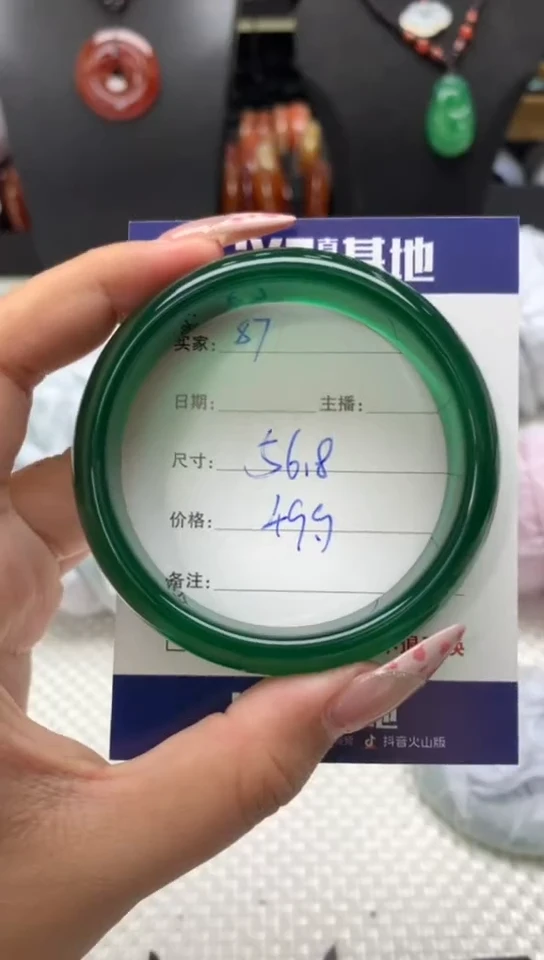 基地
买家: 87
日期: 主播:
尺寸: 56.8
价格: 499
备注:
抖音火山版